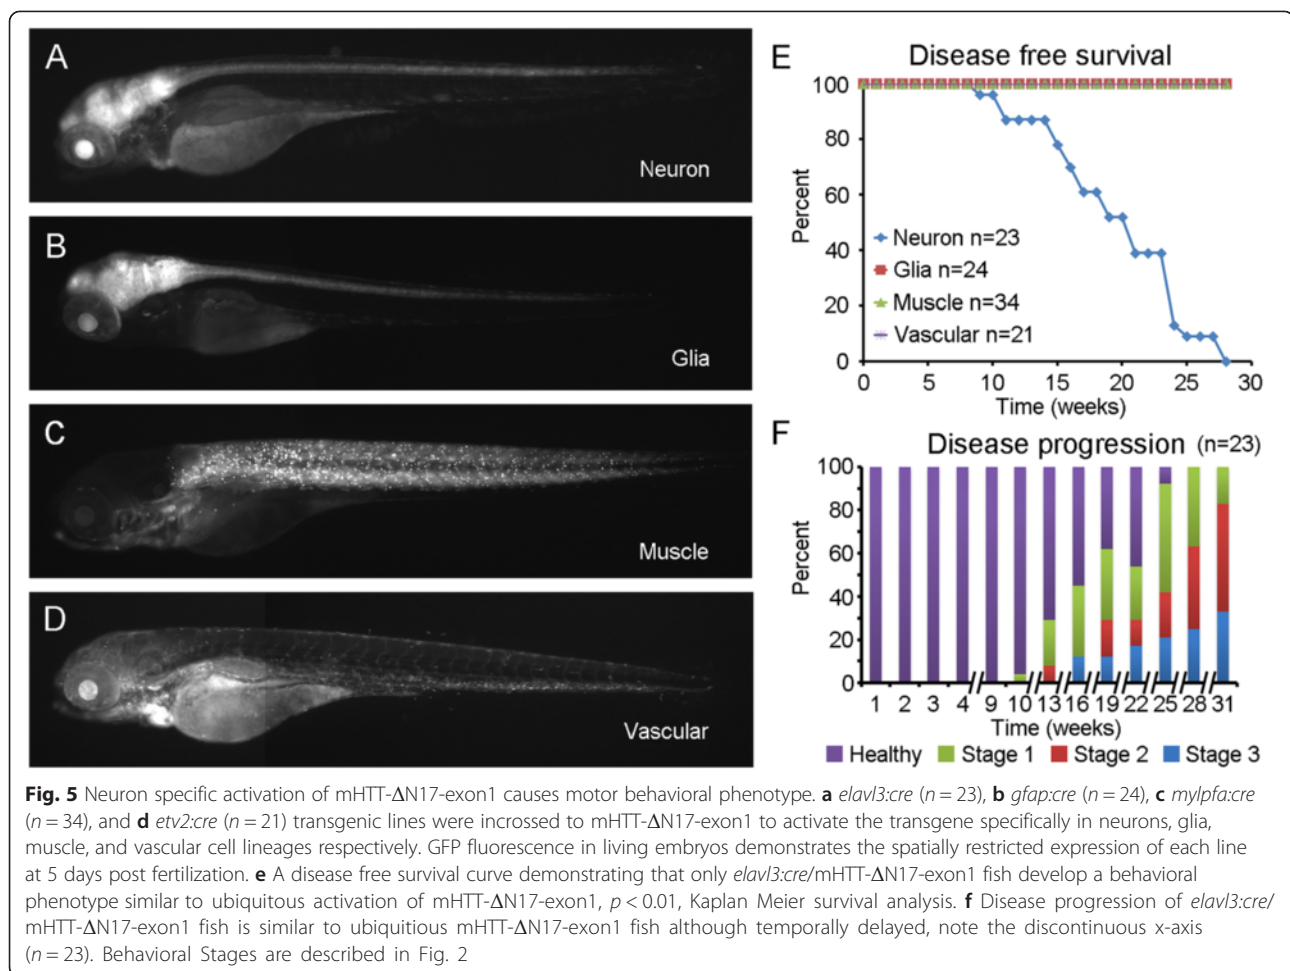 A
Neuron
B
Glia
C
Muscle
D
Vascular
E
Disease free survival
Percent
100
80
60
40
20
0
Neuron n=23
Glia n=24
Muscle n=34
Vascular n=21
0 5 10 15 20 25 30
Time (weeks)
F
Disease progression (n=23)
Percent
100
80
60
40
20
0
1 2 3 4 9 10 13 16 19 22 25 28 31
Time (weeks)
Healthy Stage 1 Stage 2 Stage 3
Fig. 5 Neuron specific activation of mHTT-ΔN17-exon1 causes motor behavioral phenotype. a elavl3:cre (n = 23), b gfap:cre (n = 24), c mylpfa:cre
(n = 34), and d etv2:cre (n = 21) transgenic lines were incrossed to mHTT-ΔN17-exon1 to activate the transgene specifically in neurons, glia,
muscle, and vascular cell lineages respectively. GFP fluorescence in living embryos demonstrates the spatially restricted expression of each line
at 5 days post fertilization. e A disease free survival curve demonstrating that only elavl3:cre/mHTT-ΔN17-exon1 fish develop a behavioral
phenotype similar to ubiquitous activation of mHTT-ΔN17-exon1, p < 0.01, Kaplan Meier survival analysis. f Disease progression of elavl3:cre/
mHTT-ΔN17-exon1 fish is similar to ubiquitious mHTT-ΔN17-exon1 fish although temporally delayed, note the discontinuous x-axis
(n = 23). Behavioral Stages are described in Fig. 2